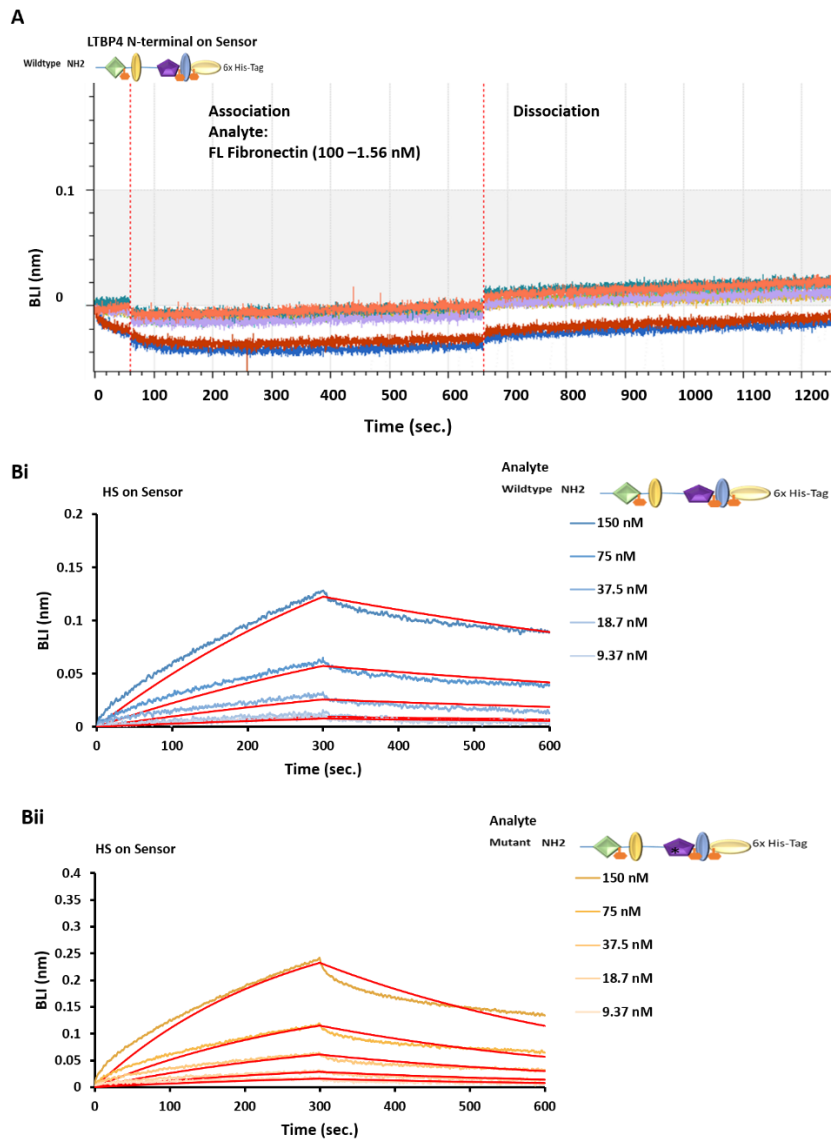 A
LTBP4 N-terminal on Sensor
Wildtype NH2 6x His-Tag
Association
Analyte:
FL Fibronectin (100 –1.56 nM)
Dissociation
0.1
0
BLI (nm)
0 100 200 300 400 500 600 700 800 900 1000 1100 1200
Time (sec.)
Bi
HS on Sensor
Analyte
Wildtype NH2 6x His-Tag
150 nM
75 nM
37.5 nM
18.7 nM
9.37 nM
0.2
0.15
0.1
0.05
0
BLI (nm)
0 100 200 300 400 500 600
Time (sec.)
Bii
HS on Sensor
Analyte
Mutant NH2 * 6x His-Tag
150 nM
75 nM
37.5 nM
18.7 nM
9.37 nM
0.4
0.35
0.3
0.25
0.2
0.15
0.1
0.05
0
BLI (nm)
0 100 200 300 400 500 600
Time (sec.)